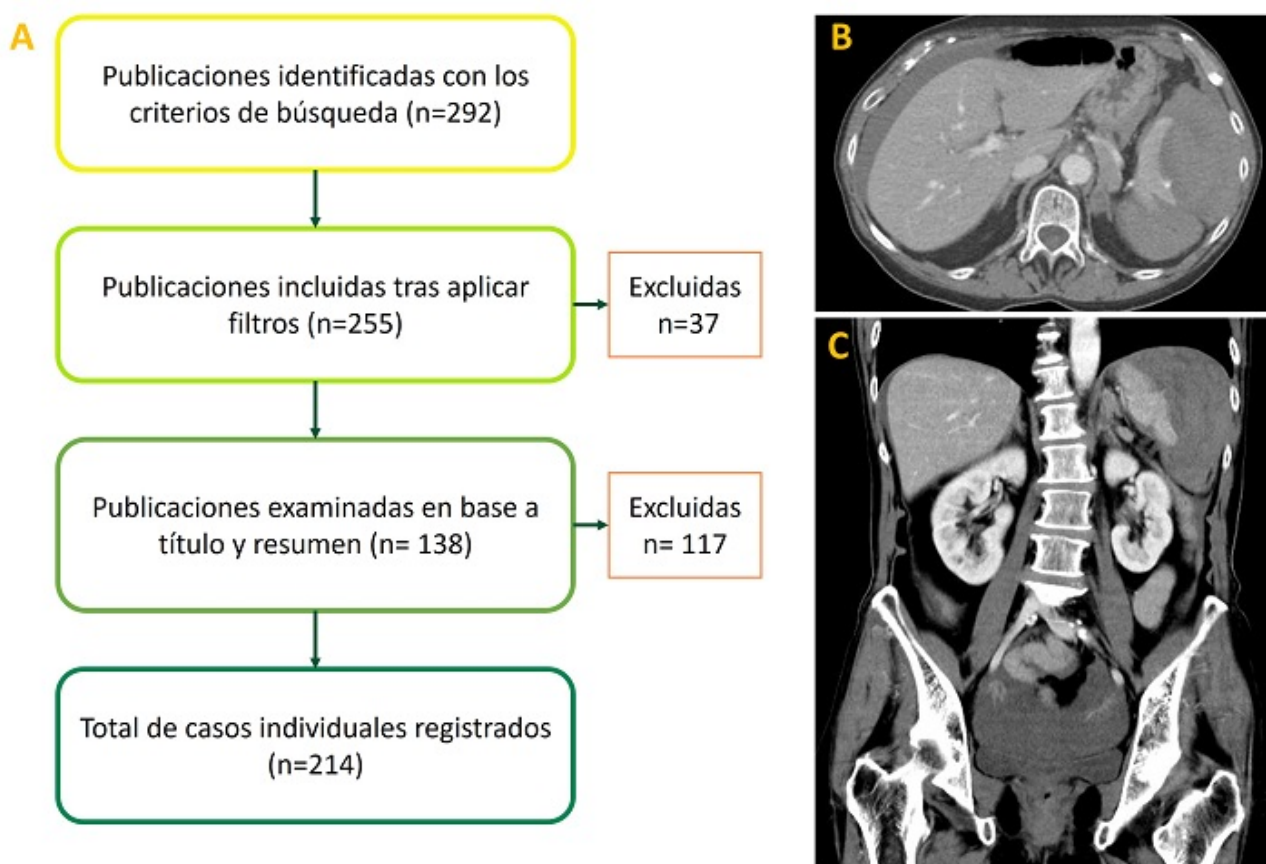 A
Publicaciones identificadas con los
criterios de búsqueda (n=292)
Publicaciones incluidas tras aplicar
filtros (n=255)
Excluidas
n=37
Publicaciones examinadas en base a
título y resumen (n= 138)
Excluidas
n= 117
Total de casos individuales registrados
(n=214)
B
C